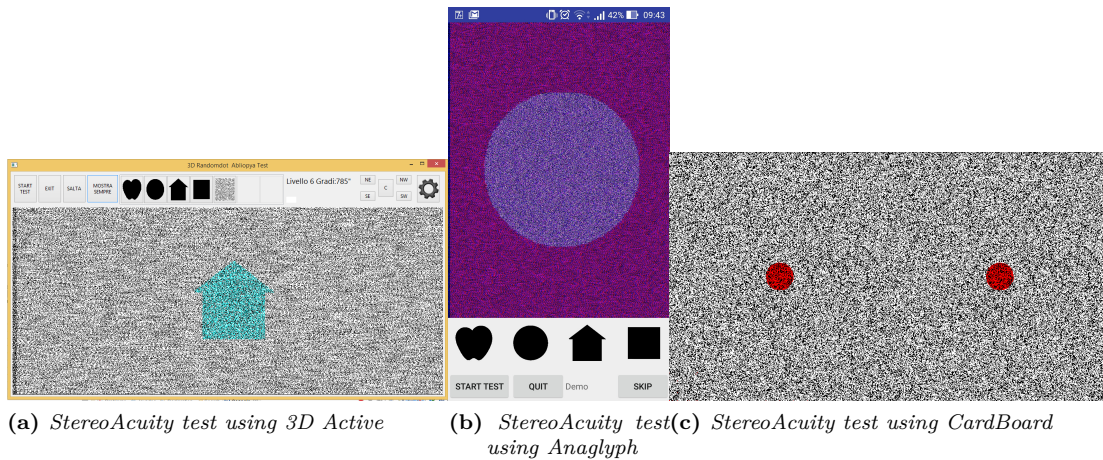 42% 09:43
3D Randomdot Abliopya Test
START TEST
EXIT
SALTA
MOSTRA SEMPRE
Livello 6 Gradi:785"
NE
NW
C
SE
SW
START TEST
QUIT
Demo
SKIP
(a) StereoAcuity test using 3D Active
(b) StereoAcuity test
using Anaglyph
(c) StereoAcuity test using CardBoard